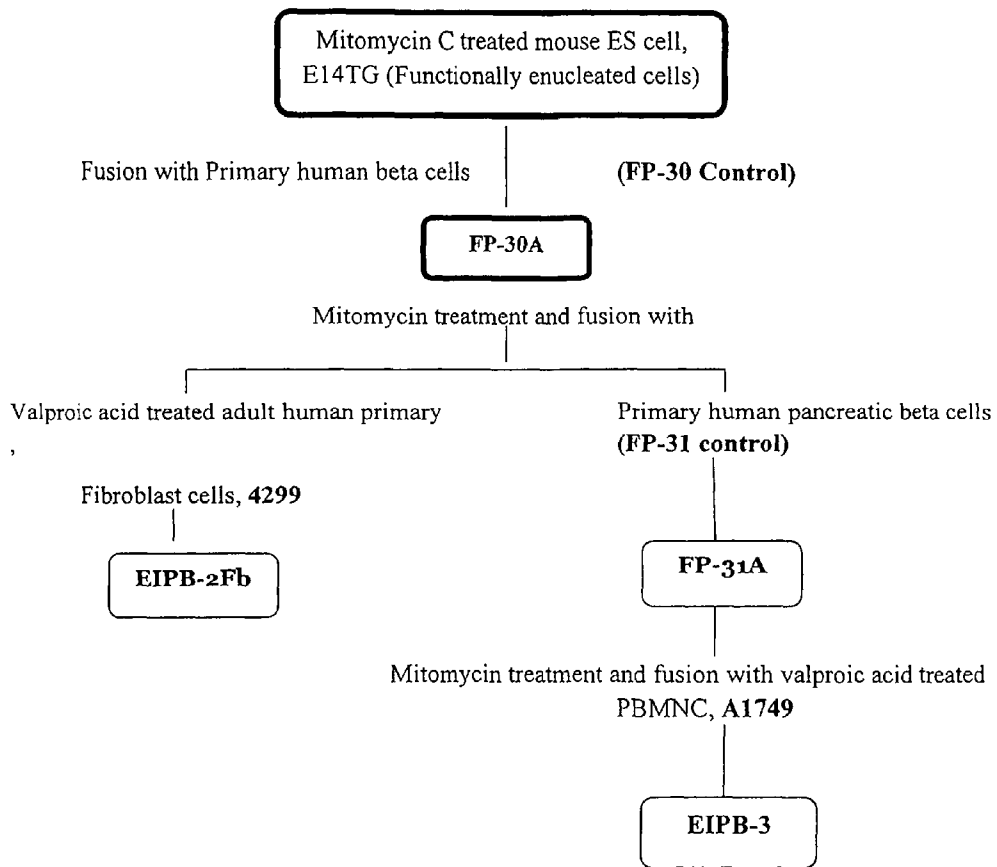 Mitomycin C treated mouse ES cell,
E14TG (Functionally enucleated cells)
Fusion with Primary human beta cells
(FP-30 Control)
FP-30A
Mitomycin treatment and fusion with
Valproic acid treated adult human primary
,
Fibroblast cells, 4299
EIPB-2Fb
Primary human pancreatic beta cells
(FP-31 control)
FP-31A
Mitomycin treatment and fusion with valproic acid treated
PBMNC, A1749
EIPB-3